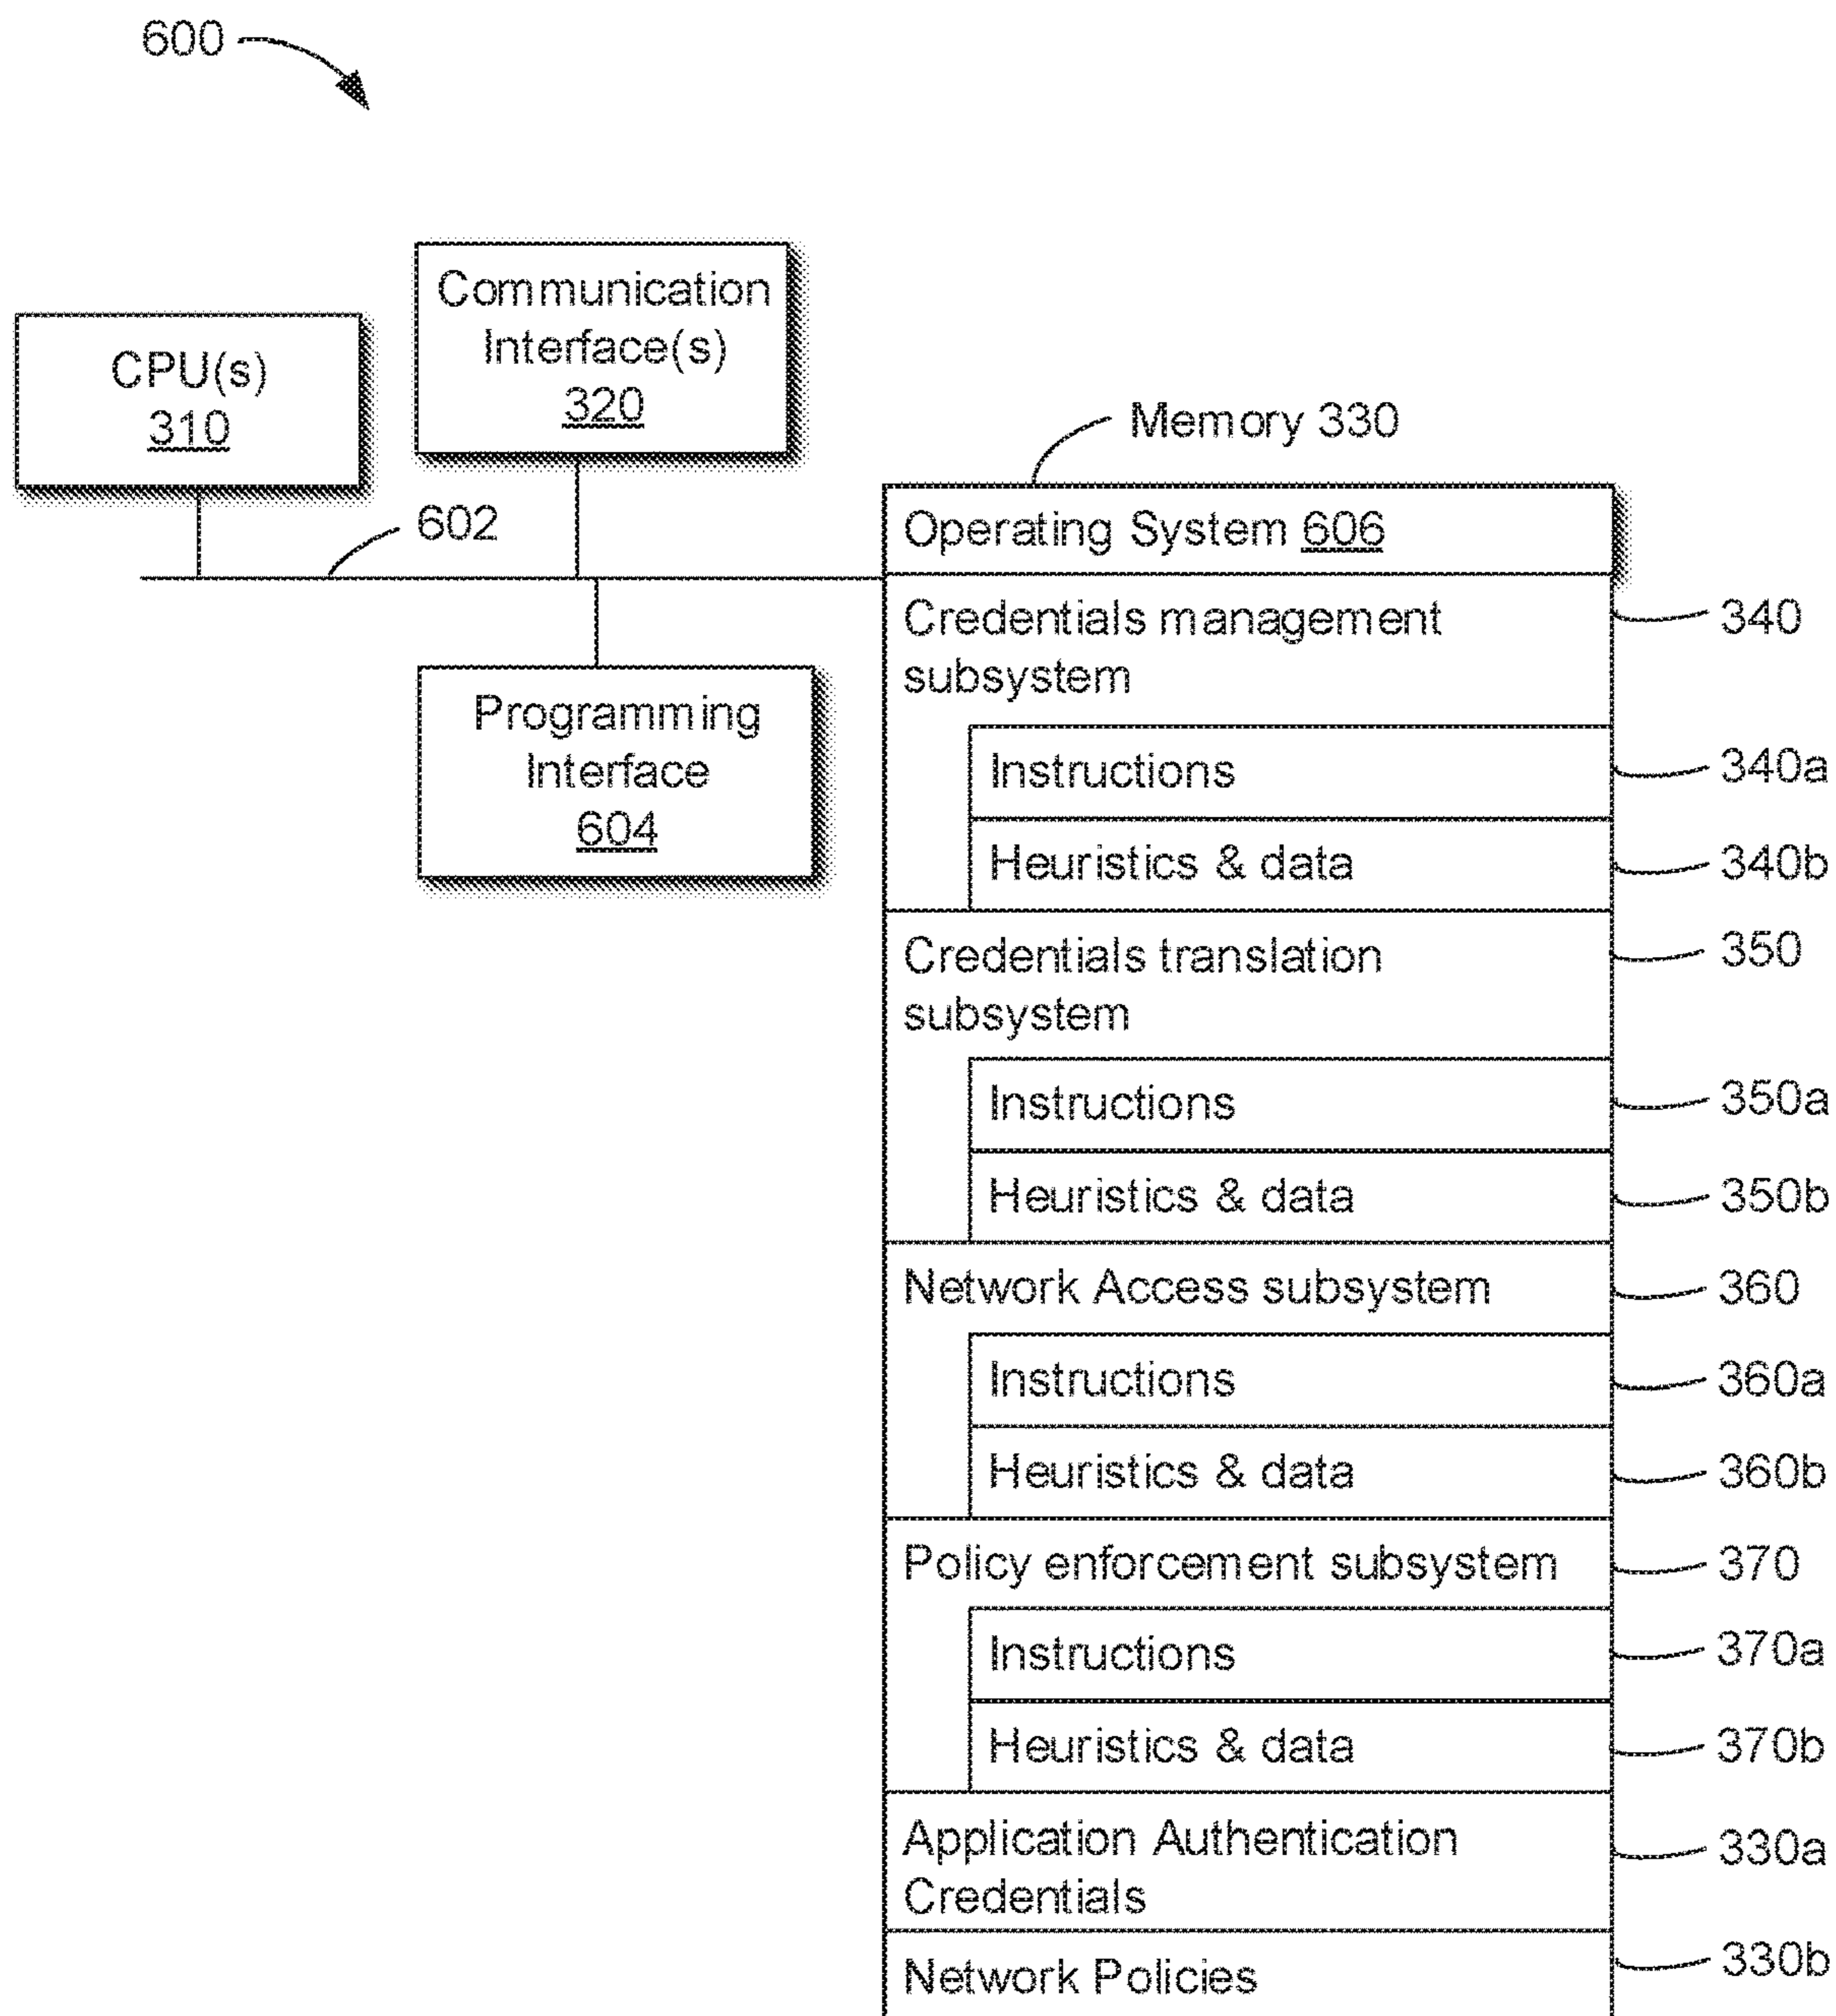 600
Communication
Interface(s)
320
CPU(s)
310
Memory 330
602
Operating System 606
Credentials management
subsystem
340
Programming
Interface
604
Instructions
340a
Heuristics & data
340b
Credentials translation
subsystem
350
Instructions
350a
Heuristics & data
350b
Network Access subsystem
360
Instructions
360a
Heuristics & data
360b
Policy enforcement subsystem
370
Instructions
370a
Heuristics & data
370b
Application Authentication
Credentials
330a
Network Policies
330b